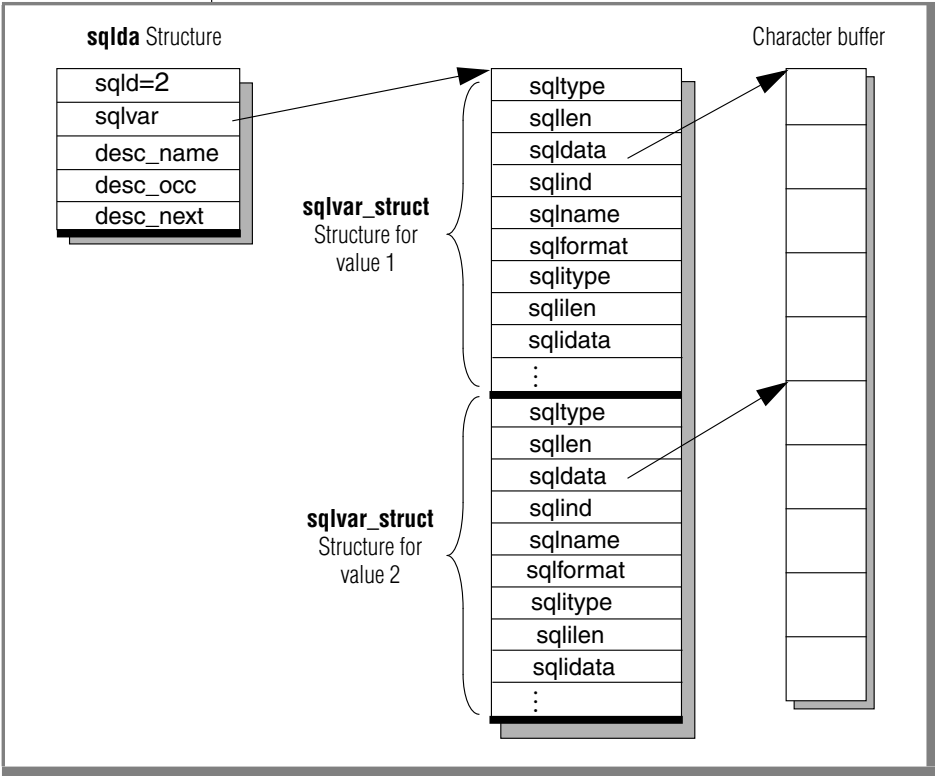 sqlda Structure
Character buffer
sqld=2
sqlvar
desc_name
desc_occ
desc_next
sqlvar_struct
Structure for
value 1
sqltype
sqllen
sqldata
sqlind
sqlname
sqlformat
sqlitype
sqlilen
sqlidata
⋮
sqlvar_struct
Structure for
value 2
sqltype
sqllen
sqldata
sqlind
sqlname
sqlformat
sqlitype
sqlilen
sqlidata
⋮